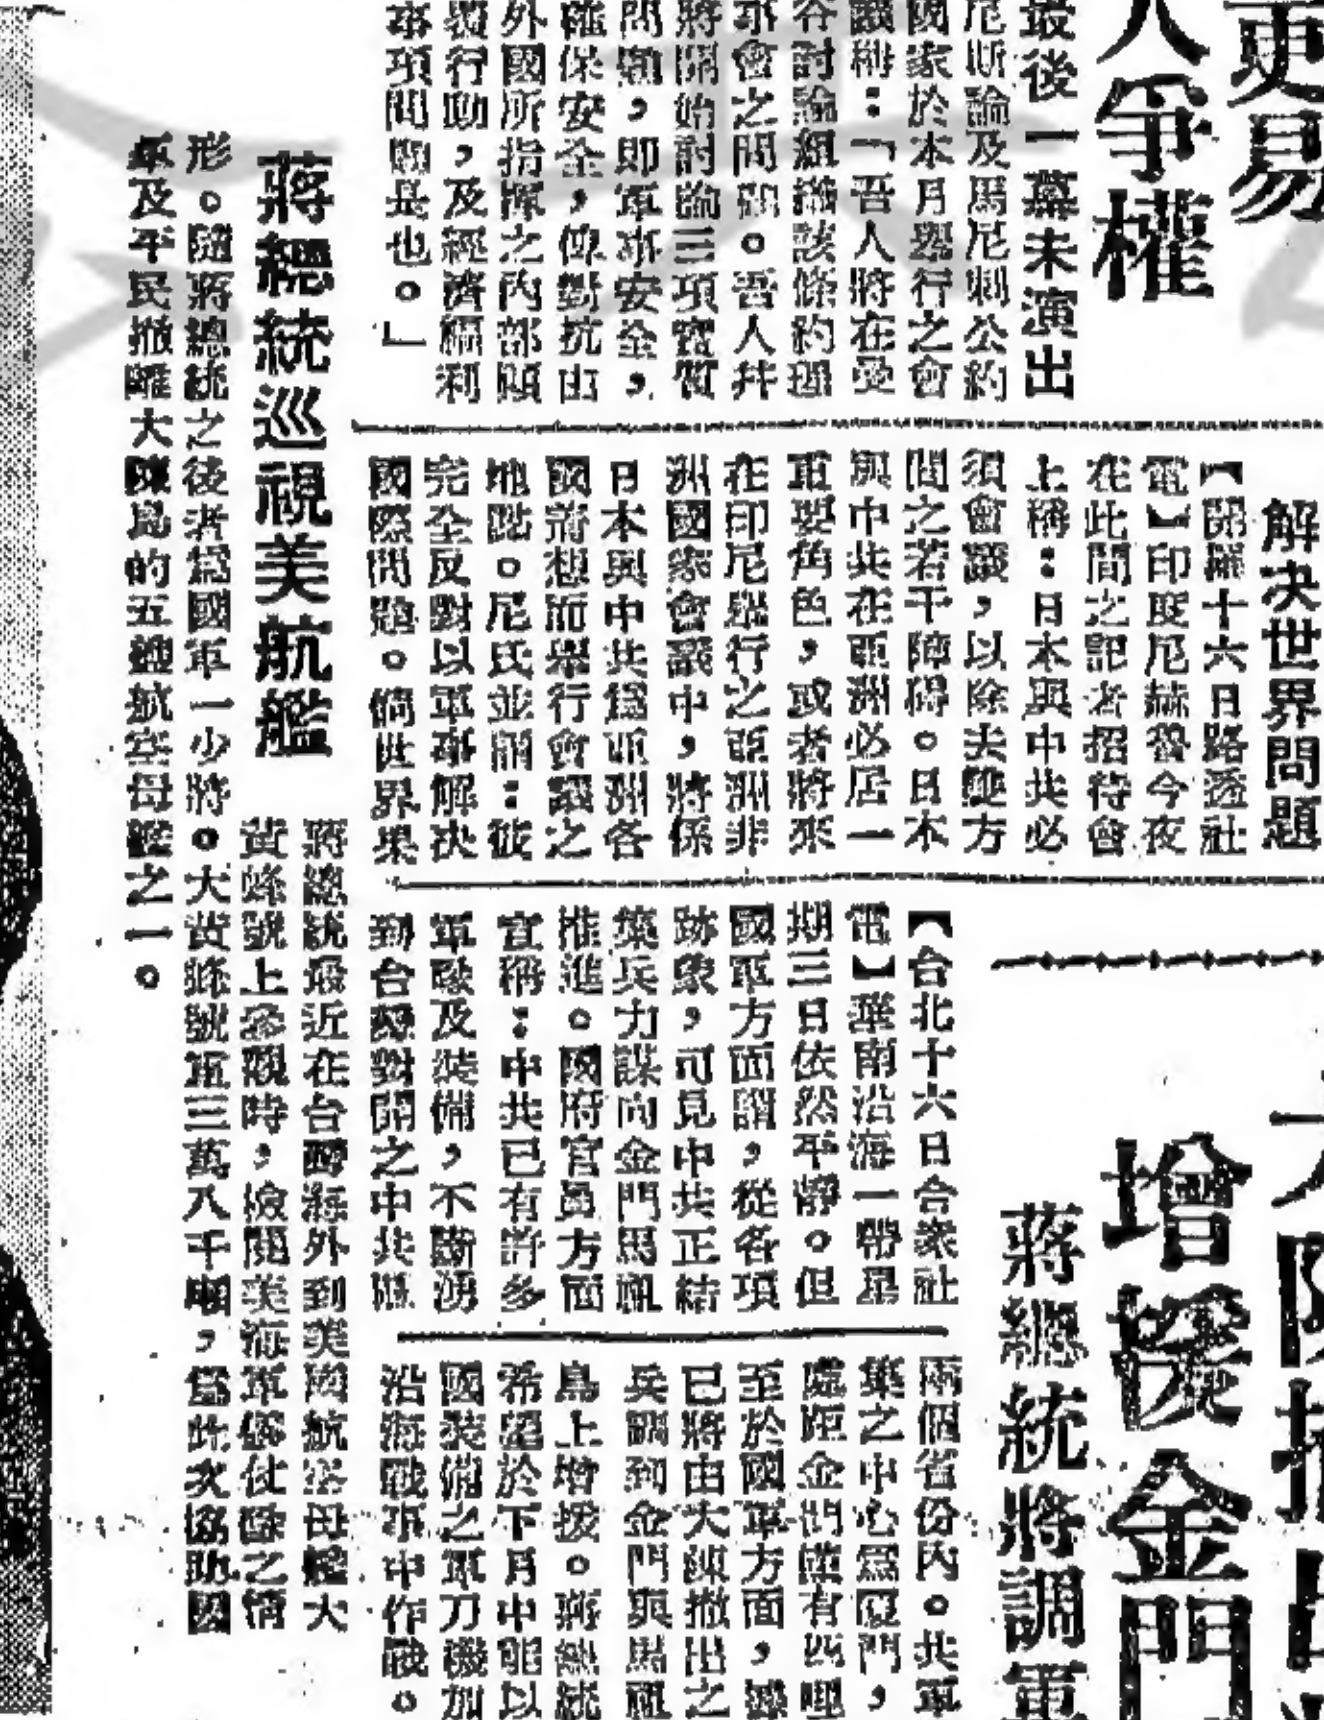 更易
人爭權
最後一幕未演出
尼斯論及馬尼剌公約
國家於本月舉行之會
議稱：「吾人將在曼
谷討論組織該條約理
事會之問題。吾人幷
將開始討論三項實質
問題，即軍事安全，
確保安全，俾對抗由
外國所指揮之內部顛
覆行動，及經濟福利
事項問題是也。」
解決世界問題
【開羅十六日路透社
電】印度尼赫魯今夜
在此間之記者招待會
上稱：日本與中共必
須會議，以除去雙方
間之若干障碍。日本
與中共在亞洲必居一
重要角色，或者將來
在印尼舉行之亞洲非
洲國家會議中，將係
日本與中共爲亞洲各
國着想而舉行會議之
地點。尼氏並謂：彼
完全反對以軍事解決
國際問題。倘世界果
增援金門
蔣總統將調軍
【台北十六日合衆社
電】華南沿海一帶星
期三日依然平靜。但
國軍方面謂，從各項
跡象，可見中共正結
集兵力謀向金門馬祖
推進。國府官員方面
宣稱：中共已有許多
軍隊及裝備，不斷湧
到台灣對開之中共
兩個省份內。共軍
集之中心爲厦門，
處距金門僅有四哩
至於國軍方面，據
已將由大陳撤出之
兵調到金門與馬祖
島上增援。蔣總統
希望於下月中能以
國裝備之軍刀機加
沿海戰事中作戰。
蔣總統巡視美航艦
蔣總統最近在台灣海外到美國航空母艦大
黃蜂號上參觀時，檢閱美海軍儀仗隊之情
形。隨蔣總統之後者爲國軍一少將。大黃蜂號重三萬八千噸，爲此次協助國
軍及平民撤離大陳島的五艘航空母艦之一。